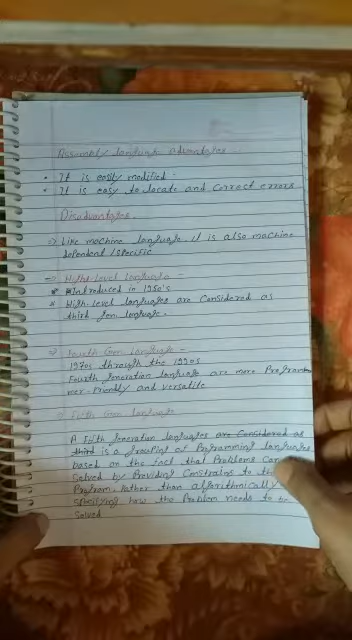 Assembly language advantages -
• It is easily modified -
• It is easy to locate and correct errors
Disadvantages -
→ Like machine language, it is also machine
dependent / specific
→ High-Level Language -
* Introduced in 1950's
* High-level languages are considered as
third gen language.
→ Fourth Gen Language -
1970s through the 1990s
Fourth generation language are more Programm
mer-friendly and versatile
Fifth Gen language
A Fifth generation languages are considered as
third is a grouping of Programming languages
based on the fact that Problems can
solved by Providing constrains to the
Program, rather than algorithmically
specifying how the Problem needs to be
solved